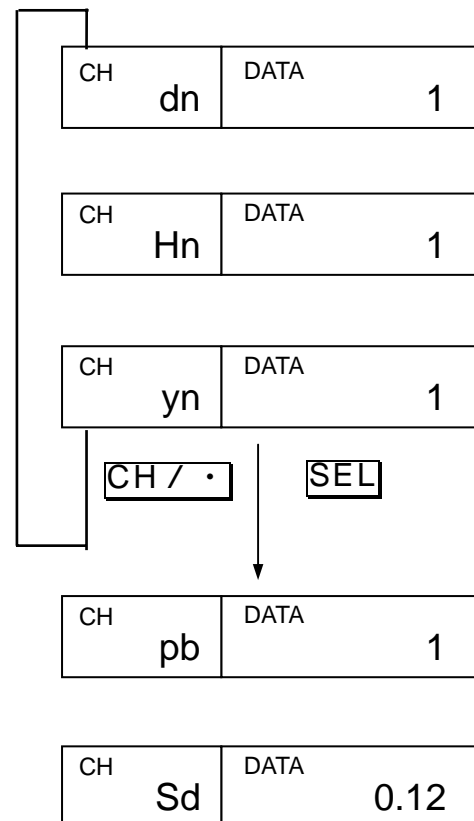 CH DATA
dn 1
CH DATA
Hn 1
CH DATA
yn 1
CH / · SEL
CH DATA
pb 1
CH DATA
Sd 0.12